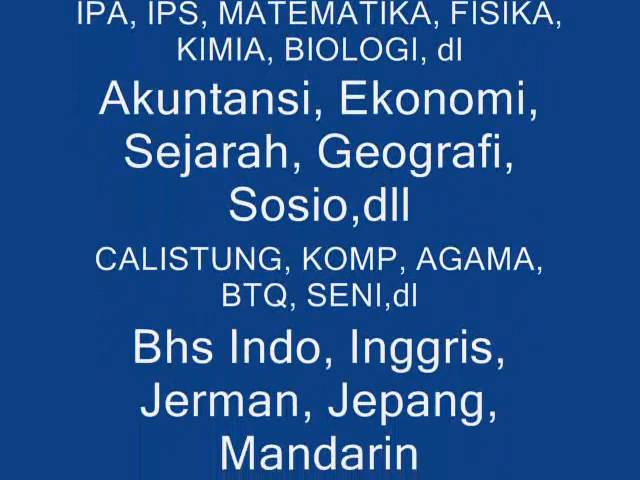 IPA, IPS, MATEMATIKA, FISIKA,
KIMIA, BIOLOGI, dl
Akuntansi, Ekonomi,
Sejarah, Geografi,
Sosio,dll
CALISTUNG, KOMP, AGAMA,
BTQ, SENI,dl
Bhs Indo, Inggris,
Jerman, Jepang,
Mandarin